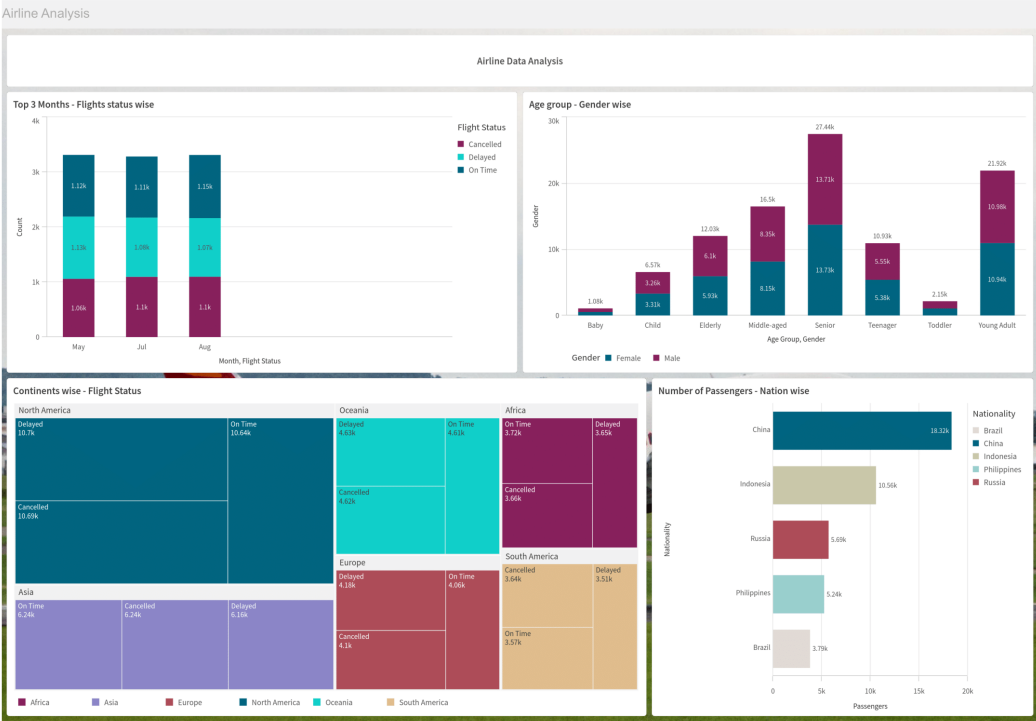 Airline Analysis
Airline Data Analysis
Top 3 Months - Flights status wise
4k
3k
2k
1k
0
Count
1.12k
1.13k
1.06k
1.11k
1.08k
1.1k
1.15k
1.07k
1.1k
May
Jul
Aug
Month, Flight Status
Flight Status
Cancelled
Delayed
On Time
Age group - Gender wise
30k
20k
10k
0
Gender
1.08k
6.57k
3.26k
3.31k
12.03k
6.1k
5.93k
16.5k
8.35k
8.15k
27.44k
13.71k
13.73k
10.93k
5.55k
5.38k
2.15k
21.92k
10.98k
10.94k
Baby
Child
Elderly
Middle-aged
Senior
Teenager
Toddler
Young Adult
Age Group, Gender
Gender Female Male
Continents wise - Flight Status
North America
Delayed
10.7k
On Time
10.64k
Cancelled
10.69k
Asia
On Time
6.24k
Cancelled
6.24k
Delayed
6.16k
Oceania
Delayed
4.63k
On Time
4.61k
Cancelled
4.62k
Europe
Delayed
4.18k
On Time
4.06k
Cancelled
4.1k
Africa
On Time
3.72k
Delayed
3.65k
Cancelled
3.66k
South America
Cancelled
3.64k
Delayed
3.51k
On Time
3.57k
Africa Asia Europe North America Oceania South America
Number of Passengers - Nation wise
Nationality
China
18.32k
Indonesia
10.56k
Russia
5.69k
Philippines
5.24k
Brazil
3.79k
0 5k 10k 15k 20k
Passengers
Nationality
Brazil
China
Indonesia
Philippines
Russia